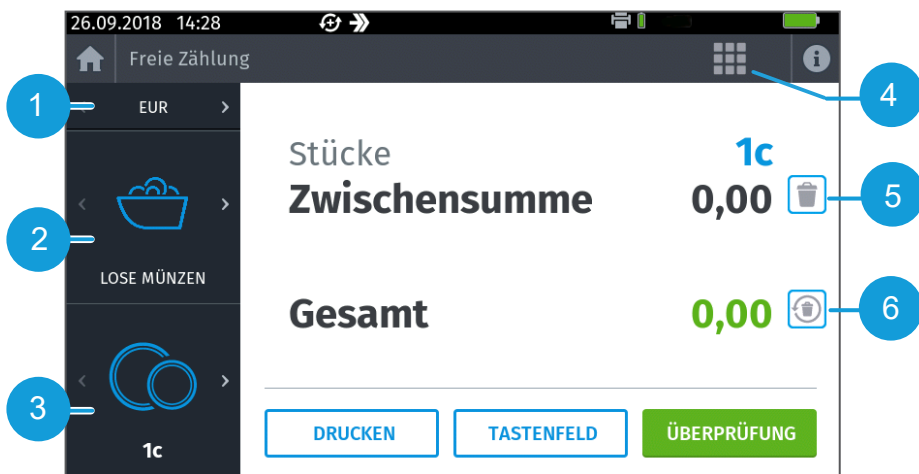 26.09.2018 14:28
Freie Zählung
1
EUR
4
Stücke 1c
Zwischensumme 0,00
5
2
LOSE MÜNZEN
Gesamt 0,00
6
3
1c
DRUCKEN
TASTENFELD
ÜBERPRÜFUNG